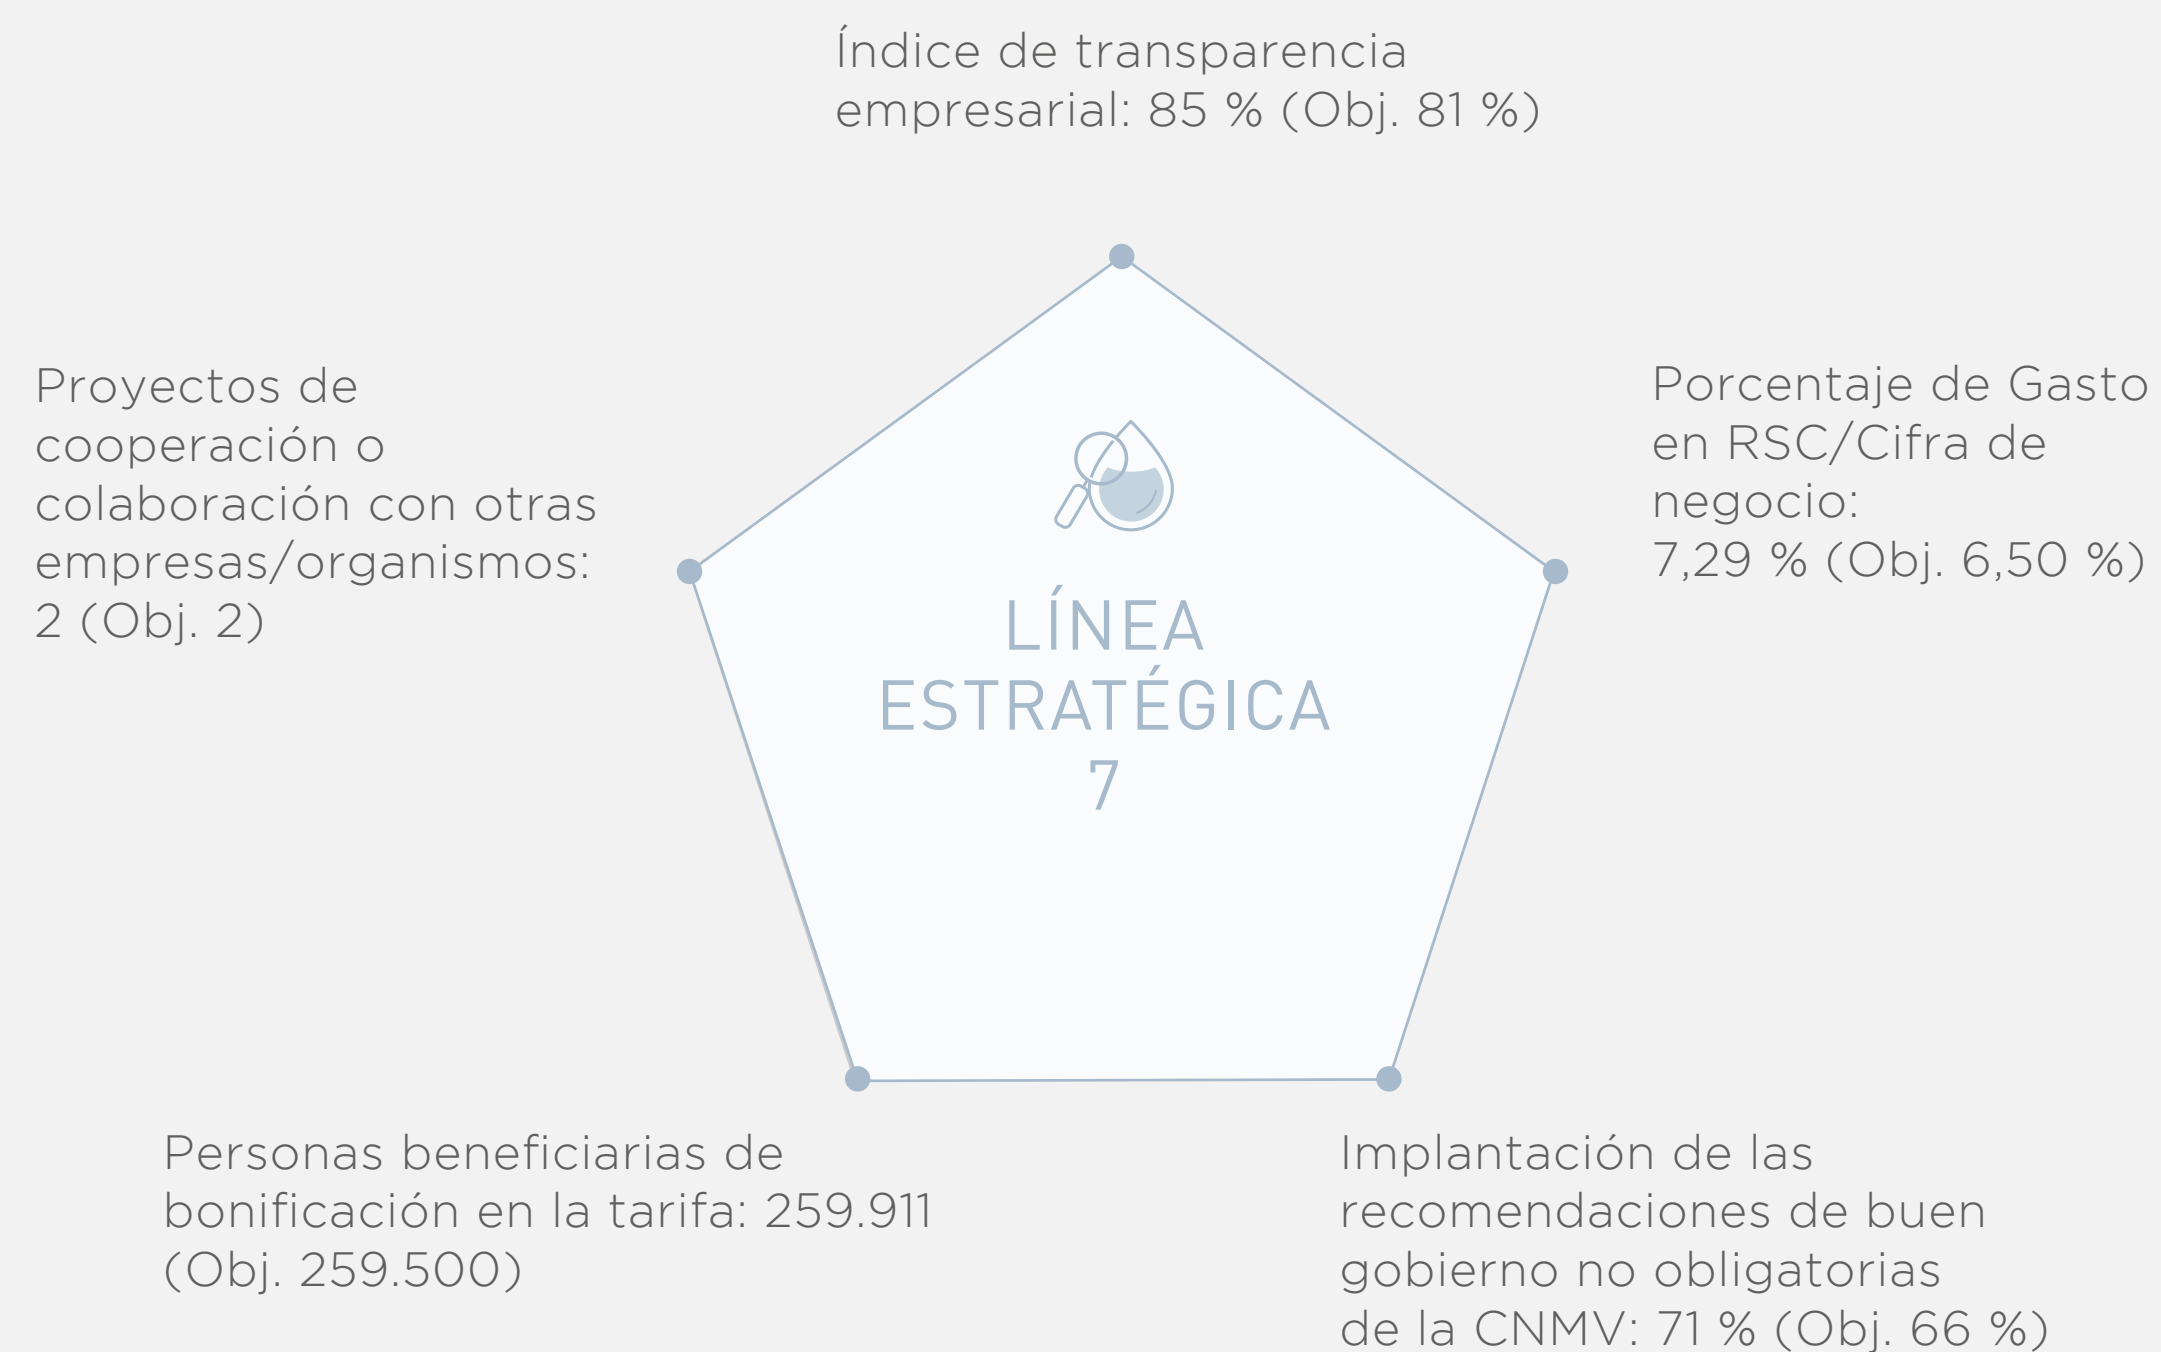 Índice de transparencia
empresarial: 85 % (Obj. 81 %)
Proyectos de
cooperación o
colaboración con otras
empresas/organismos:
2 (Obj. 2)
Porcentaje de Gasto
en RSC/Cifra de
negocio:
7,29 % (Obj. 6,50 %)
LÍNEA
ESTRATÉGICA
7
Personas beneficiarias de
bonificación en la tarifa: 259.911
(Obj. 259.500)
Implantación de las
recomendaciones de buen
gobierno no obligatorias
de la CNMV: 71 % (Obj. 66 %)